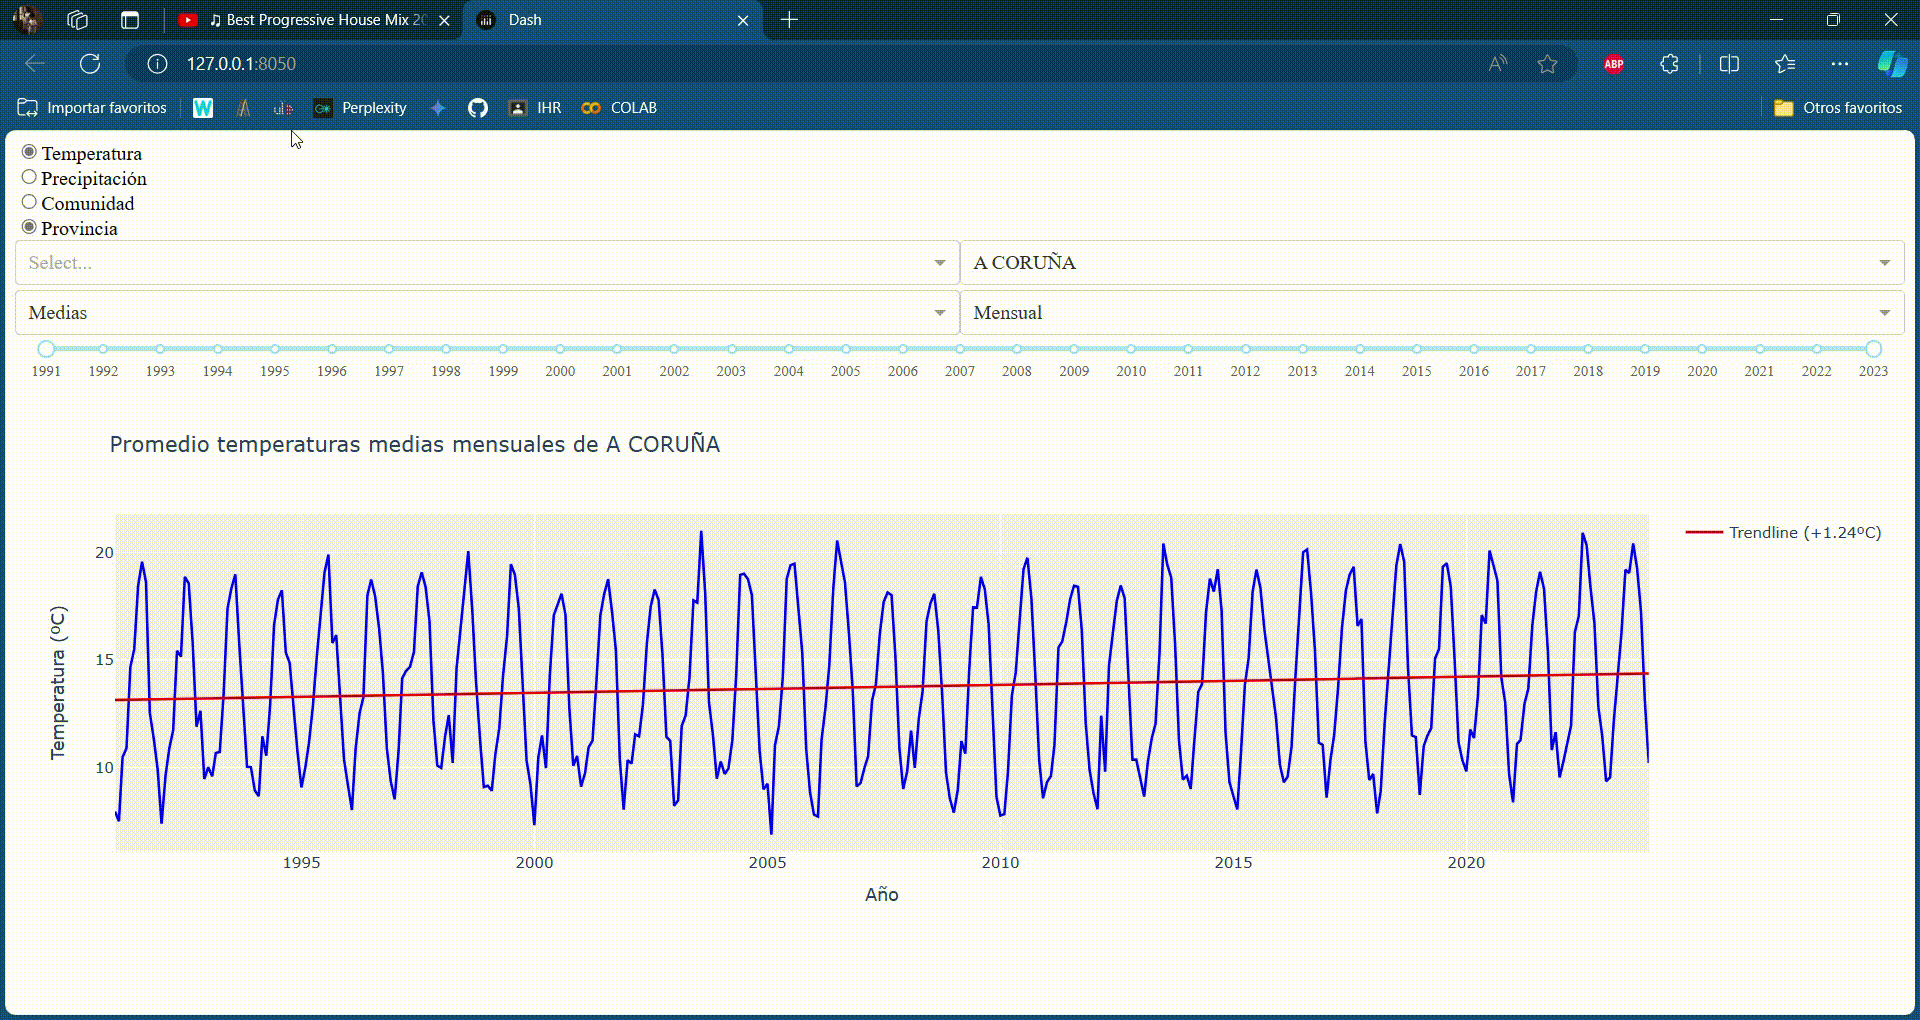 ♫ Best Progressive House Mix 20
Dash
127.0.0.1:8050
ABP
Importar favoritos
W
Perplexity
IHR
COLAB
Otros favoritos
Temperatura
Precipitación
Comunidad
Provincia
Select...
A CORUÑA
Medias
Mensual
1991 1992 1993 1994 1995 1996 1997 1998 1999 2000 2001 2002 2003 2004 2005 2006 2007 2008 2009 2010 2011 2012 2013 2014 2015 2016 2017 2018 2019 2020 2021 2022 2023
Promedio temperaturas medias mensuales de A CORUÑA
Trendline (+1.24ºC)
20
15
10
Temperatura (ºC)
1995 2000 2005 2010 2015 2020
Año